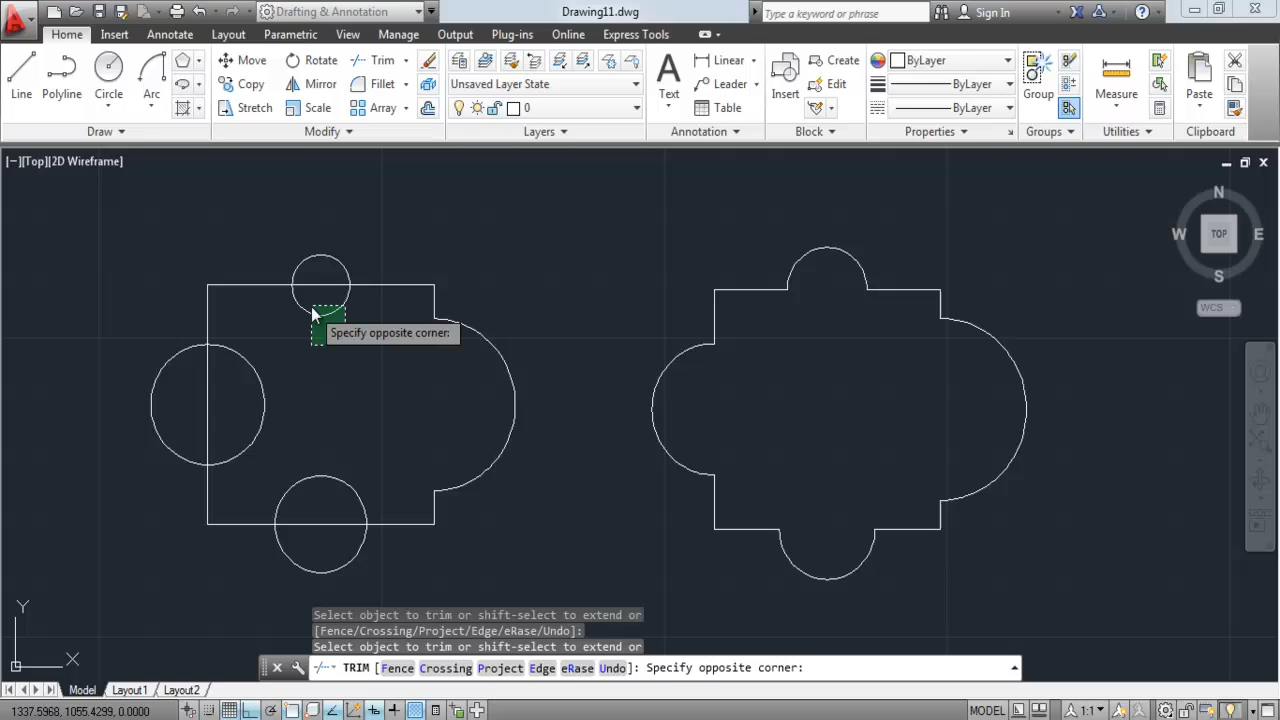 Drafting & Annotation
Drawing11.dwg
Type a keyword or phrase
Sign In
Home Insert Annotate Layout Parametric View Manage Output Plug-ins Online Express Tools
Line
Polyline
Circle
Arc
Draw
Move Rotate Trim
Copy Mirror Fillet
Stretch Scale Array
Modify
Unsaved Layer State
0
Layers
Text
Linear
Leader
Table
Annotation
Insert
Create
Edit
Block
ByLayer
ByLayer
ByLayer
Properties
Group
Groups
Measure
Utilities
Paste
Clipboard
[−][Top][2D Wireframe]
N
W TOP E
S
WCS
Specify opposite corner:
Y
X
Select object to trim or shift-select to extend or
[Fence/Crossing/Project/Edge/eRase/Undo]:
Select object to trim or shift-select to extend or
TRIM [Fence Crossing Project Edge eRase Undo]: Specify opposite corner:
Model Layout1 Layout2
1337.5968, 1055.4299, 0.0000
MODEL
1:1